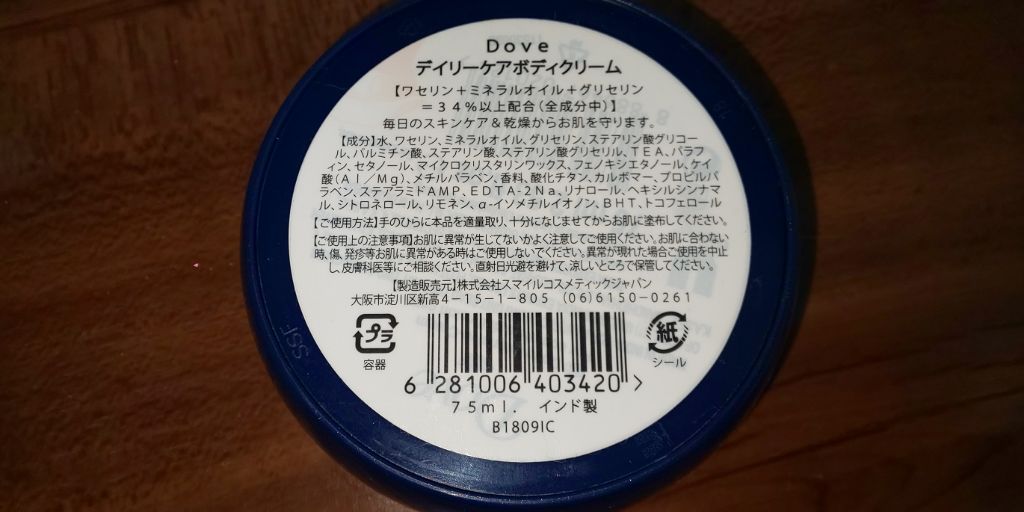 Dove
デイリーケアボディクリーム
【ワセリン＋ミネラルオイル＋グリセリン
＝34％以上配合（全成分中）】
毎日のスキンケア＆乾燥からお肌を守ります。
【成分】水、ワセリン、ミネラルオイル、グリセリン、ステアリン酸グリコー
ル、パルミチン酸、ステアリン酸、ステアリン酸グリセリル、TEA、パラフ
ィン、セタノール、マイクロクリスタリンワックス、フェノキシエタノール、ケイ
酸（Al／Mg）、メチルパラベン、香料、酸化チタン、カルボマー、プロピルパ
ラベン、ステアラミドAMP、EDTA-2Na、リナロール、ヘキシルシンナマ
ル、シトロネロール、リモネン、α-イソメチルイオノン、BHT、トコフェロール
【ご使用方法】手のひらに本品を適量取り、十分になじませてからお肌に塗布してください。
【ご使用上の注意事項】お肌に異常が生じてないかよく注意してご使用ください。お肌に合わない
時、傷、発疹等お肌に異常がある時はご使用しないでください。異常が現れた場合ご使用を中止
し、皮膚科医等にご相談ください。直射日光避を避けて、涼しいところで保管してください。
【製造販売元】株式会社スマイルコスメティックジャパン
大阪市淀川区新高4-15-1-805 (06)6150-0261
プラ
容器
紙
シール
6 281006 403420 >
75ml. インド製
B1809IC
SSF